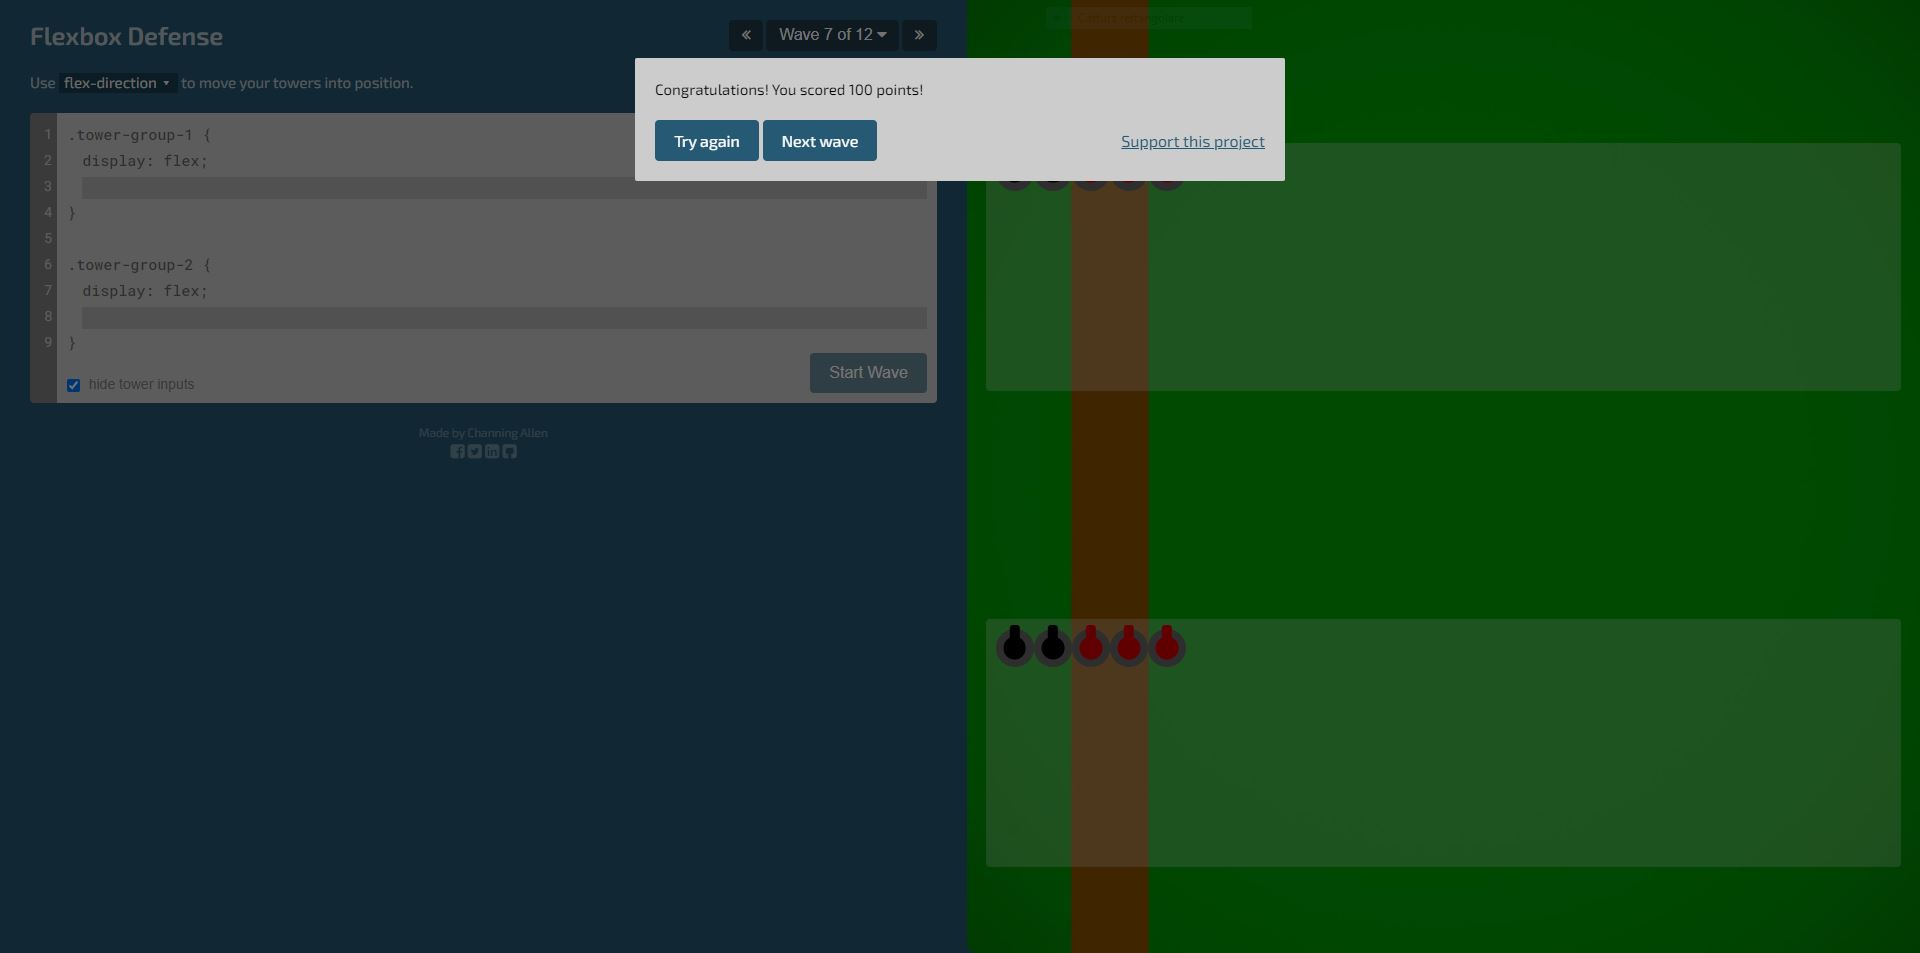 Flexbox Defense
«
Wave 7 of 12
»
Cattura rettangolare
Use flex-direction to move your towers into position.
Congratulations! You scored 100 points!
Try again
Next wave
Support this project
1 .tower-group-1 {
2 display: flex;
3
4 }
5
6 .tower-group-2 {
7 display: flex;
8
9 }
hide tower inputs
Start Wave
Made by Channing Allen